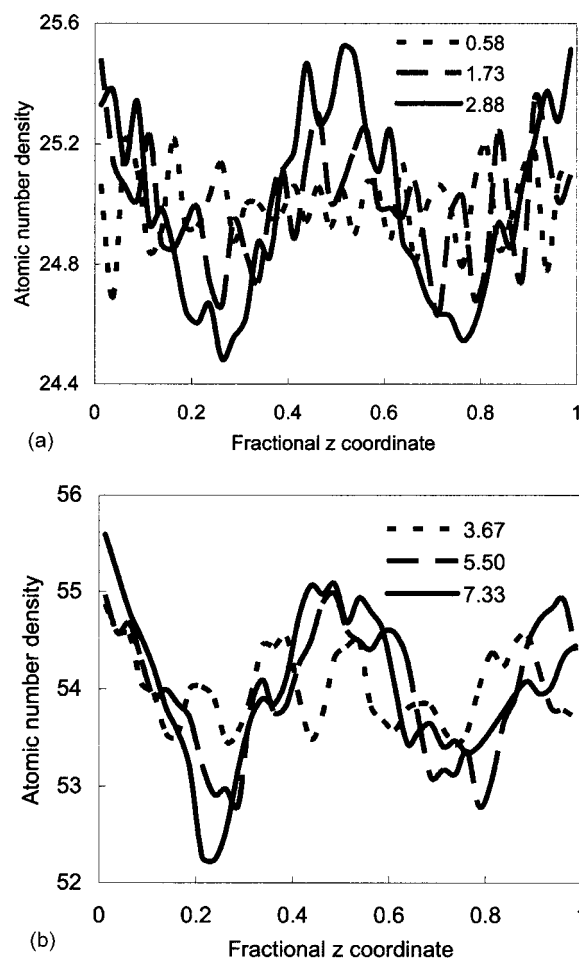 25.6
25.2
24.8
24.4
Atomic number density
0.58
1.73
2.88
0 0.2 0.4 0.6 0.8 1
Fractional z coordinate
(a)
56
55
54
53
52
Atomic number density
3.67
5.50
7.33
0 0.2 0.4 0.6 0.8 1
Fractional z coordinate
(b)